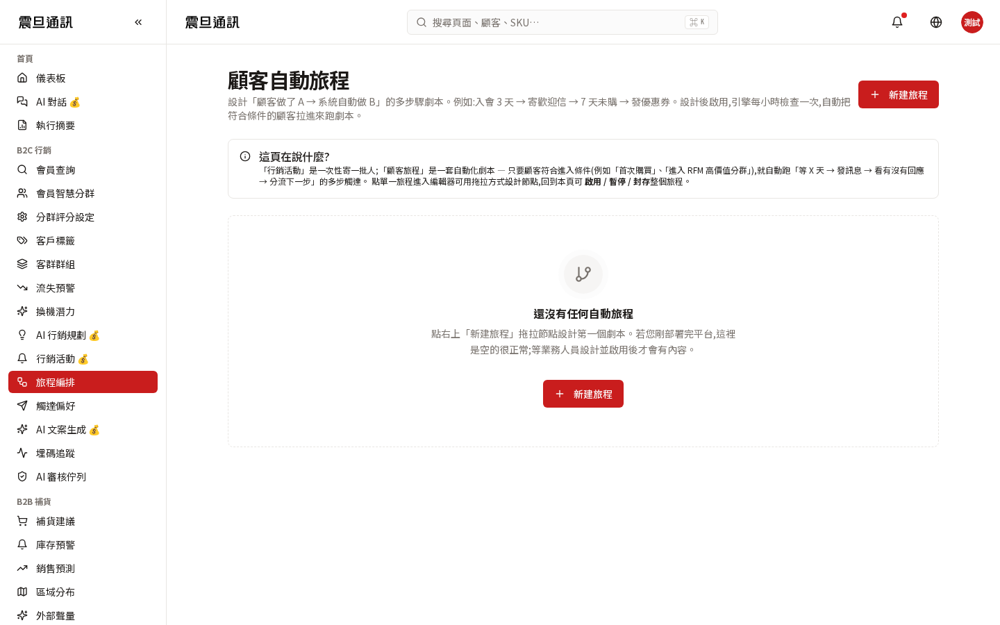 震旦通訊
震旦通訊
搜尋頁面、顧客、SKU…
⌘ K
測試
首頁
儀表板
AI 對話 💰
執行摘要
B2C 行銷
會員查詢
會員智慧分群
分群評分設定
客戶標籤
客群群組
流失預警
換機潛力
AI 行銷規劃 💰
行銷活動 💰
旅程編排
觸達偏好
AI 文案生成 💰
埋碼追蹤
AI 審核佇列
B2B 補貨
補貨建議
庫存預警
銷售預測
區域分布
外部聲量
顧客自動旅程
設計「顧客做了 A → 系統自動做 B」的多步驟劇本。例如:入會 3 天 → 寄歡迎信 → 7 天未購 → 發優惠券。設計後啟用,引擎每小時檢查一次,自動把
符合條件的顧客拉進來跑劇本。
新建旅程
這頁在說什麼?
「行銷活動」是一次性寄一批人;「顧客旅程」是一套自動化劇本 — 只要顧客符合進入條件(例如「首次購買」、「進入 RFM 高價值分群」),就自動跑「等 X 天 → 發訊息 → 看有沒有回應
→ 分流下一步」的多步觸達。 點單一旅程進入編輯器可用拖拉方式設計節點,回到本頁可 啟用 / 暫停 / 封存整個旅程。
還沒有任何自動旅程
點右上「新建旅程」拖拉節點設計第一個劇本。若您剛部署完平台,這裡
是空的很正常;等業務人員設計並啟用後才會有內容。
新建旅程